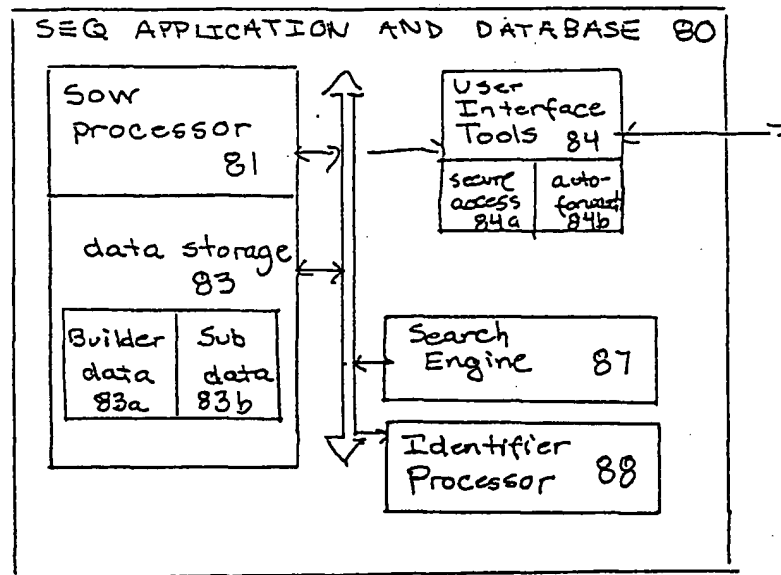 SEQ APPLICATION AND DATABASE 80
Sow
processor
81
data storage
83
Builder
data
83a
Sub
data
83b
User
Interface
Tools 84
secure
access
84a
auto-
forward
84b
Search
Engine 87
Identifier
Processor 88